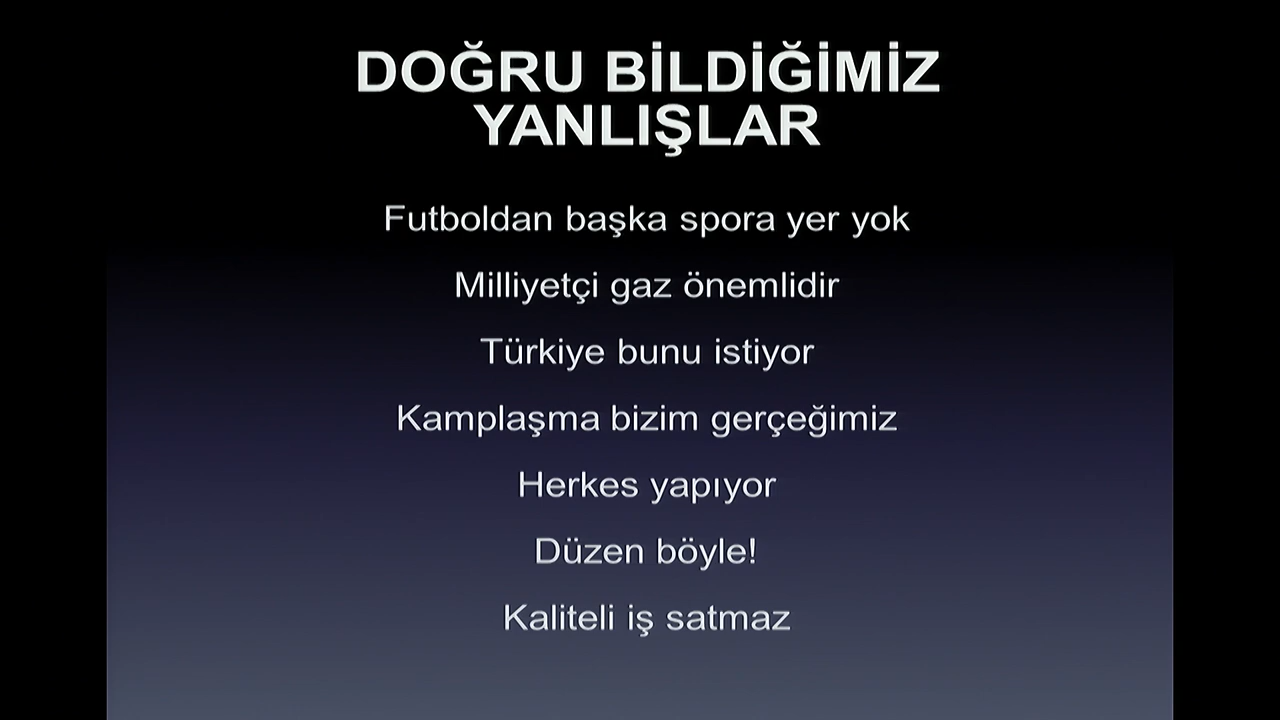 DOĞRU BİLDİĞİMİZ
YANLIŞLAR
Futboldan başka spora yer yok
Milliyetçi gaz önemlidir
Türkiye bunu istiyor
Kamplaşma bizim gerçeğimiz
Herkes yapıyor
Düzen böyle!
Kaliteli iş satmaz